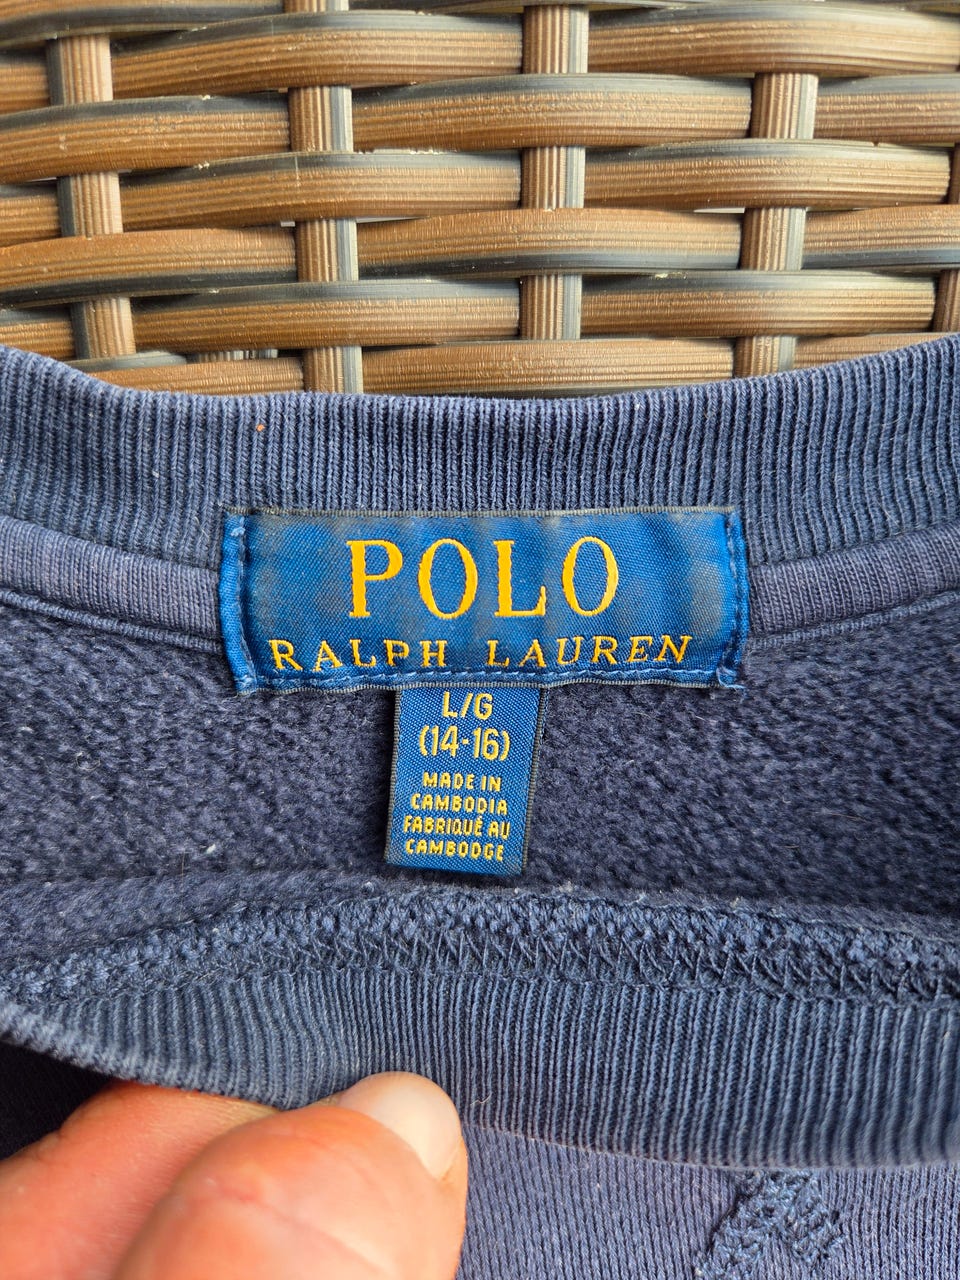 POLO
RALPH LAUREN
L/G
(14-16)
MADE IN
CAMBODIA
FABRIQUÉ AU
CAMBODGE